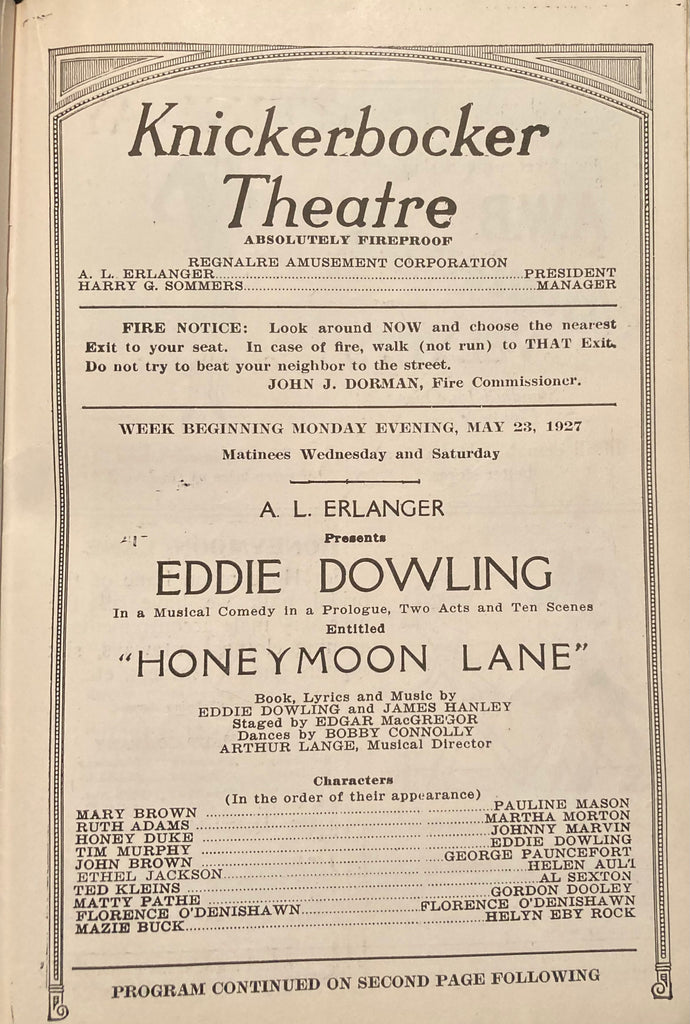 Knickerbocker
Theatre
ABSOLUTELY FIREPROOF
REGNALRE AMUSEMENT CORPORATION
A. L. ERLANGER........PRESIDENT
HARRY G. SOMMERS........MANAGER
FIRE NOTICE: Look around NOW and choose the nearest
Exit to your seat. In case of fire, walk (not run) to THAT Exit.
Do not try to beat your neighbor to the street.
JOHN J. DORMAN, Fire Commissioner.
WEEK BEGINNING MONDAY EVENING, MAY 23, 1927
Matinees Wednesday and Saturday
A. L. ERLANGER
Presents
EDDIE DOWLING
In a Musical Comedy in a Prologue, Two Acts and Ten Scenes
Entitled
"HONEYMOON LANE"
Book, Lyrics and Music by
EDDIE DOWLING and JAMES HANLEY
Staged by EDGAR MacGREGOR
Dances by BOBBY CONNOLLY
ARTHUR LANGE, Musical Director
Characters
(In the order of their appearance)
MARY BROWN........PAULINE MASON
RUTH ADAMS........MARTHA MORTON
HONEY DUKE........JOHNNY MARVIN
TIM MURPHY........EDDIE DOWLING
JOHN BROWN........GEORGE PAUNCEFORT
ETHEL JACKSON........HELEN AULT
TED KLEINS........AL SEXTON
MATTY PATHE........GORDON DOOLEY
FLORENCE O'DENISHAWN........FLORENCE O'DENISHAWN
MAZIE BUCK........HELYN EBY ROCK
PROGRAM CONTINUED ON SECOND PAGE FOLLOWING